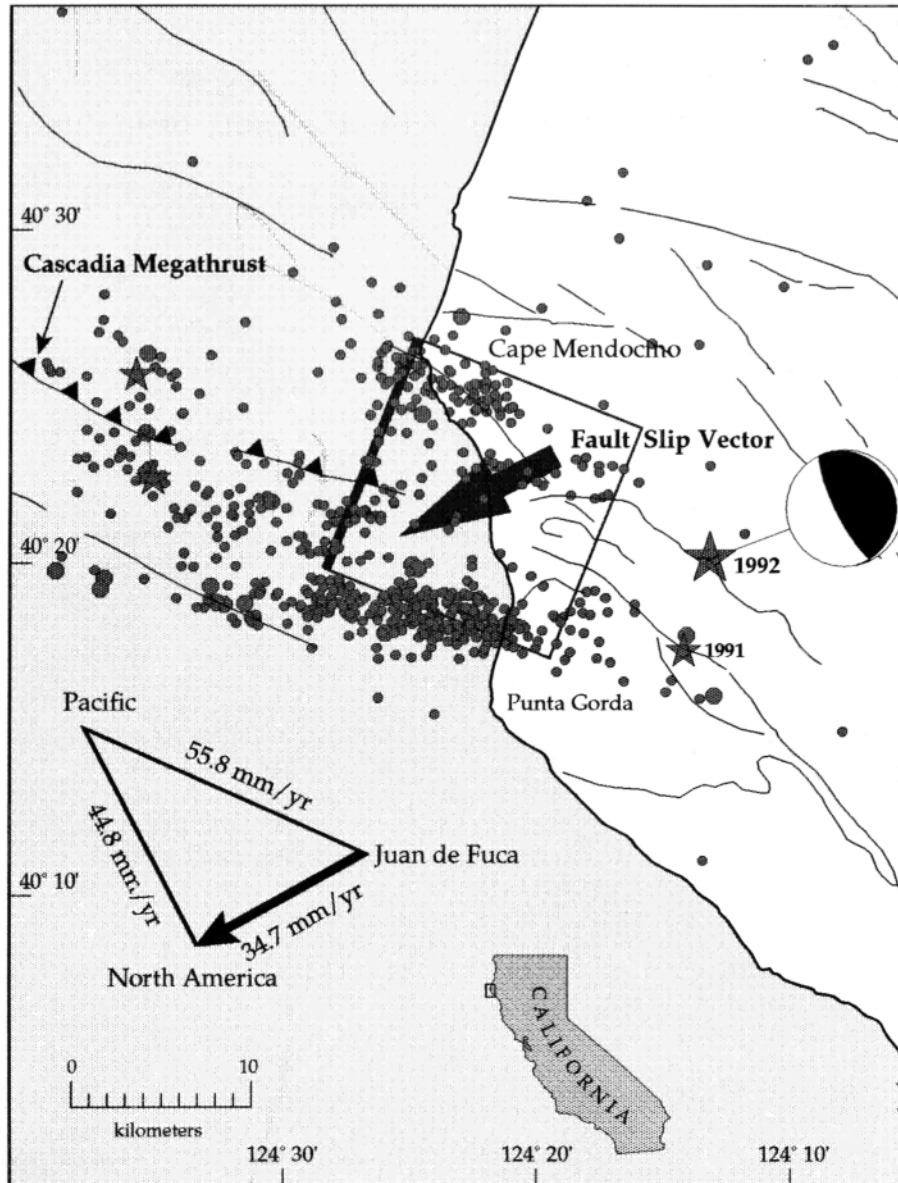 40° 30'
Cascadia Megathrust
Cape Mendocino
Fault Slip Vector
40° 20'
1992
1991
Punta Gorda
Pacific
55.8 mm/yr
44.8 mm/yr
Juan de Fuca
34.7 mm/yr
40° 10'
North America
CALIFORNIA
0 10
kilometers
124° 30' 124° 20' 124° 10'